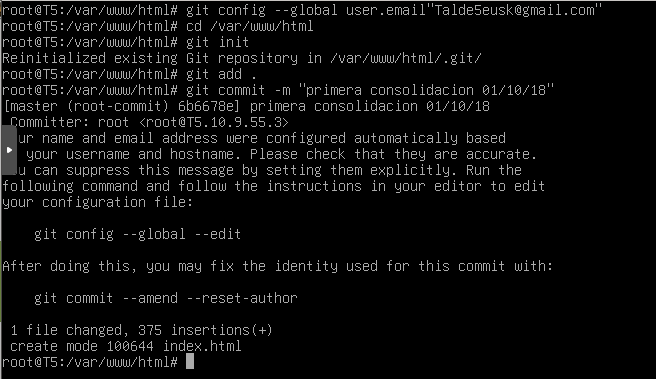 root@T5:/var/www/html# git config --global user.email"Talde5eusk@gmail.com"
root@T5:/var/www/html# cd /var/www/html
root@T5:/var/www/html# git init
Reinitialized existing Git repository in /var/www/html/.git/
root@T5:/var/www/html# git add .
root@T5:/var/www/html# git commit -m "primera consolidacion 01/10/18"
[master (root-commit) 6b6678e] primera consolidacion 01/10/18
 Committer: root <root@T5.10.9.55.3>
ur name and email address were configured automatically based
your username and hostname. Please check that they are accurate.
u can suppress this message by setting them explicitly. Run the
following command and follow the instructions in your editor to edit
your configuration file:
    git config --global --edit
After doing this, you may fix the identity used for this commit with:
    git commit --amend --reset-author
 1 file changed, 375 insertions(+)
 create mode 100644 index.html
root@T5:/var/www/html#